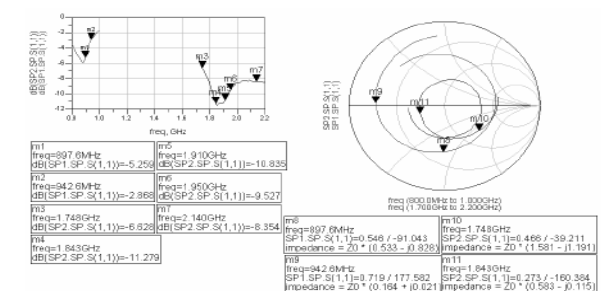 dB(SP2.SP.S(1,1))
dB(SP1.SP.S(1,1))
0
-2
-4
-6
-8
-10
-12
0.8
1.0
1.2
1.4
1.6
1.8
2.0
2.2
freq, GHz
m1
m2
m3
m4
m5
m6
m7
m1
freq=897.6MHz
dB(SP1.SP.S(1,1))=-5.259
m2
freq=942.6MHz
dB(SP1.SP.S(1,1))=-2.868
m3
freq=1.748GHz
dB(SP2.SP.S(1,1))=-6.628
m4
freq=1.843GHz
dB(SP2.SP.S(1,1))=-11.279
m5
freq=1.910GHz
dB(SP2.SP.S(1,1))=-10.835
m6
freq=1.950GHz
dB(SP2.SP.S(1,1))=-9.527
m7
freq=2.140GHz
dB(SP2.SP.S(1,1))=-8.354
SP2.SP.S(1,1)
SP1.SP.S(1,1)
m9
m11
m10
m8
freq (800.0MHz to 1.000GHz)
freq (1.700GHz to 2.200GHz)
m8
freq=897.6MHz
SP1.SP.S(1,1)=0.546 / -91.043
impedance = Z0 * (0.533 - j0.828)
m9
freq=942.6MHz
SP1.SP.S(1,1)=0.719 / 177.582
impedance = Z0 * (0.164 + j0.021)
m10
freq=1.748GHz
SP2.SP.S(1,1)=0.466 / -39.211
impedance = Z0 * (1.581 - j1.191)
m11
freq=1.843GHz
SP2.SP.S(1,1)=0.273 / -160.384
impedance = Z0 * (0.583 - j0.115)